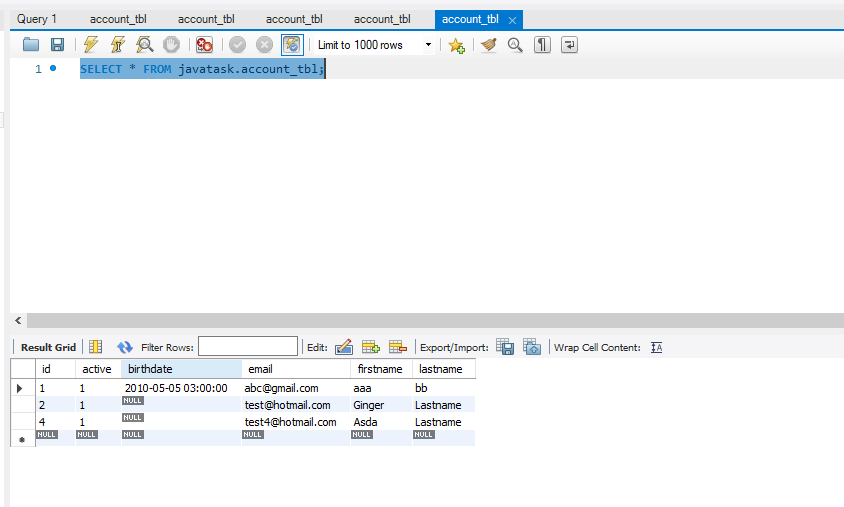 Query 1 account_tbl account_tbl account_tbl account_tbl account_tbl
Limit to 1000 rows
1 SELECT * FROM javatask.account_tbl;
Result Grid Filter Rows: Edit: Export/Import: Wrap Cell Content:
id active birthdate email firstname lastname
1 1 2010-05-05 03:00:00 abc@gmail.com aaa bb
2 1 NULL test@hotmail.com Ginger Lastname
4 1 NULL test4@hotmail.com Asda Lastname
NULL NULL NULL NULL NULL NULL